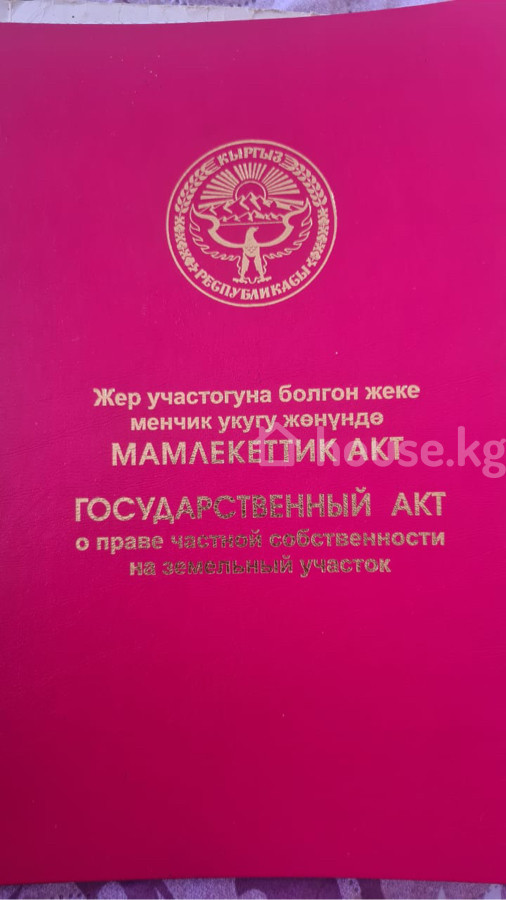 КЫРГЫЗ
РЕСПУБЛИКАСЫ
Жер участогуна болгон жеке
менчик укугу жөнүндө
МАМЛЕКЕТТИК АКТ
house.kg
ГОСУДАРСТВЕННЫЙ АКТ
о праве частной собственности
на земельный участок